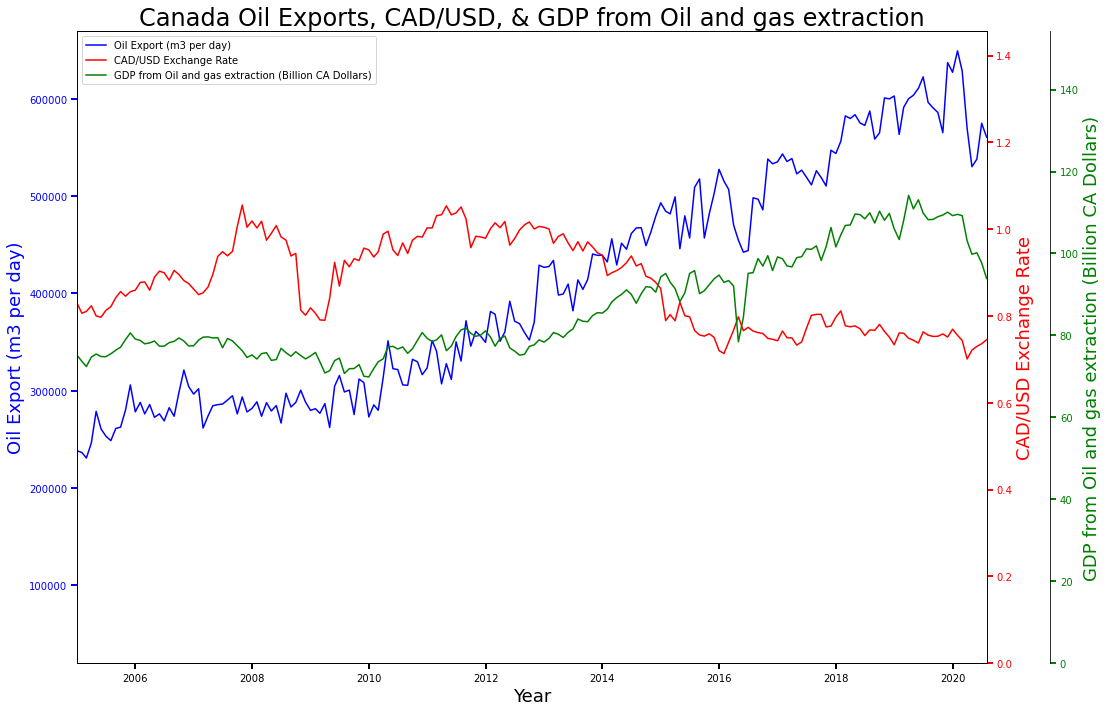 Canada Oil Exports, CAD/USD, & GDP from Oil and gas extraction
Oil Export (m3 per day)
CAD/USD Exchange Rate
GDP from Oil and gas extraction (Billion CA Dollars)
Oil Export (m3 per day)
600000
500000
400000
300000
200000
100000
1.4
1.2
1.0
0.8
0.6
0.4
0.2
0.0
CAD/USD Exchange Rate
140
120
100
80
60
40
20
0
GDP from Oil and gas extraction (Billion CA Dollars)
2006 2008 2010 2012 2014 2016 2018 2020
Year